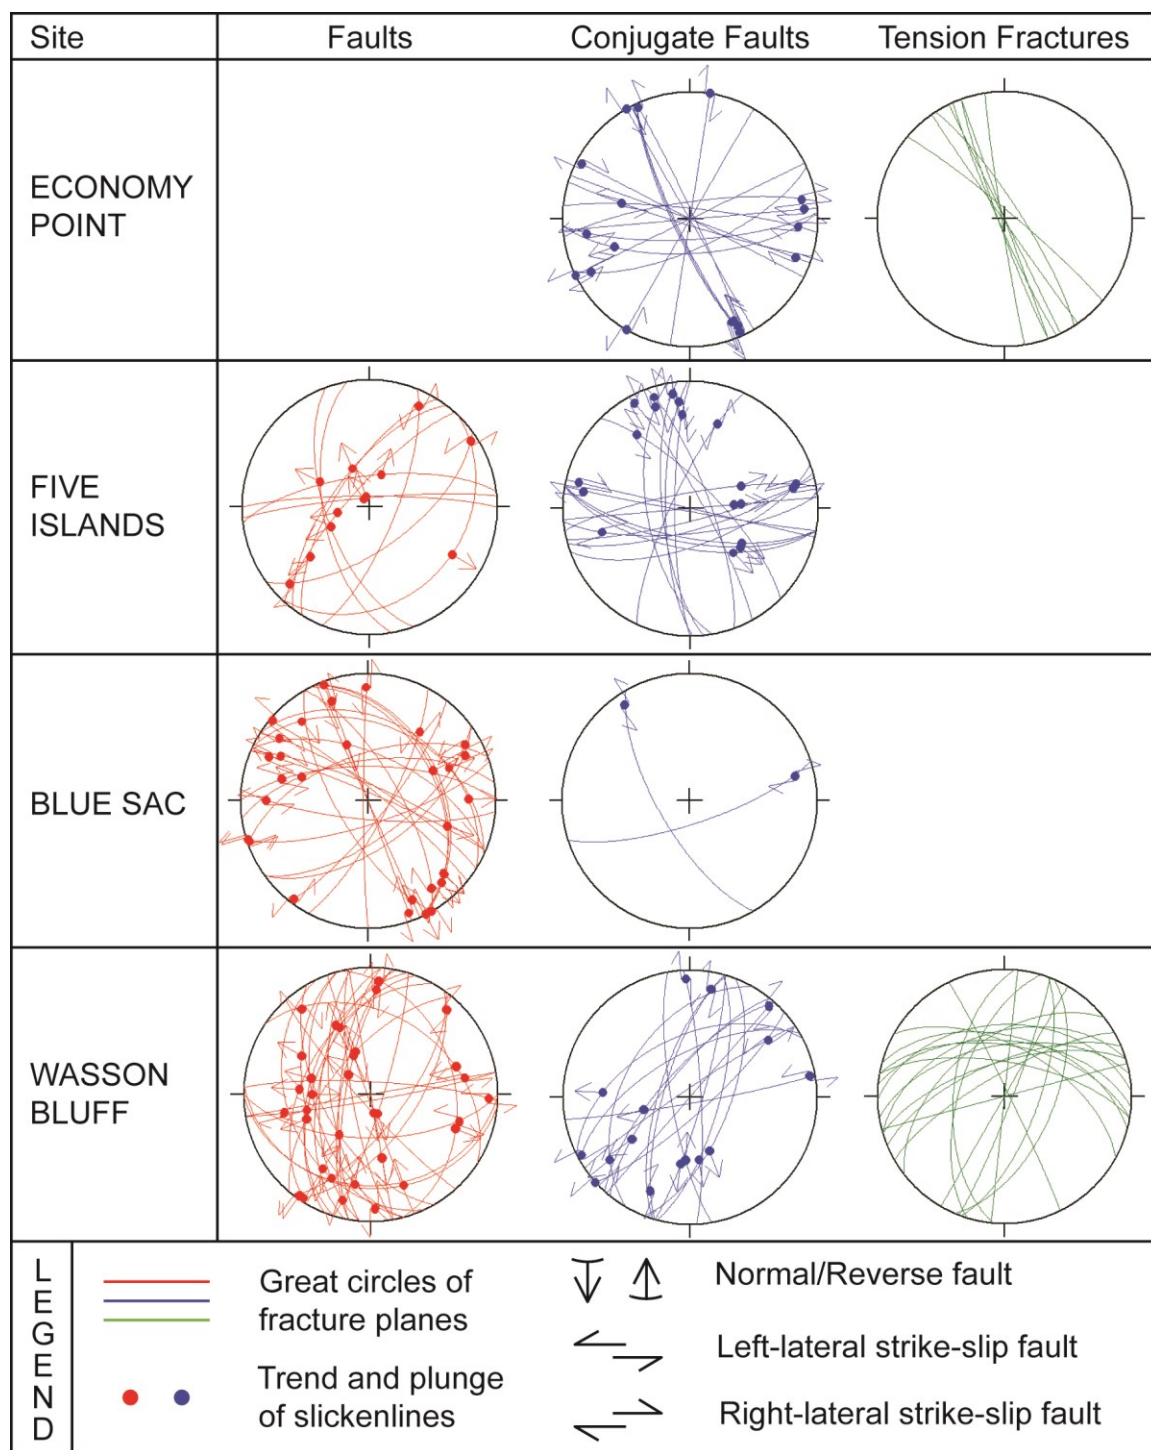 Site Faults Conjugate Faults Tension Fractures
ECONOMY
POINT
FIVE
ISLANDS
BLUE SAC
WASSON
BLUFF
LEGEND
Great circles of
fracture planes
Trend and plunge
of slickenlines
Normal/Reverse fault
Left-lateral strike-slip fault
Right-lateral strike-slip fault